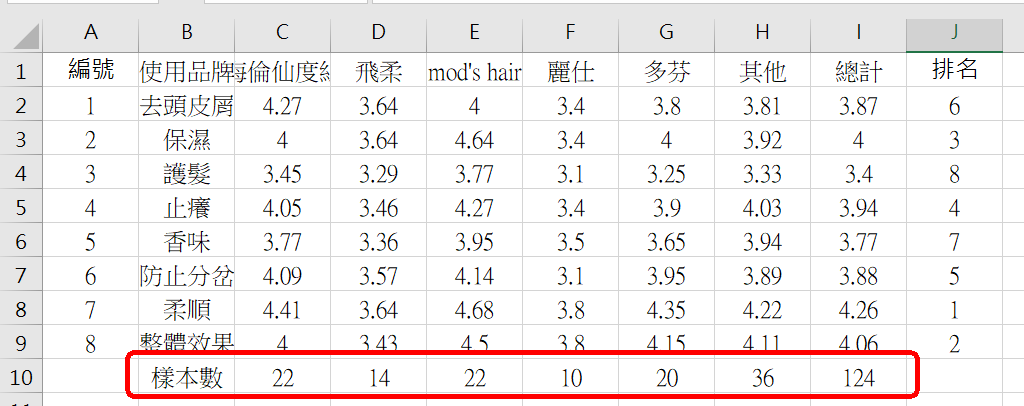 A B C D E F G H I J
1 編號 使用品牌 海倫仙度絲 飛柔 mod's hair 麗仕 多芬 其他 總計 排名
2 1 去頭皮屑 4.27 3.64 4 3.4 3.8 3.81 3.87 6
3 2 保濕 4 3.64 4.64 3.4 4 3.92 4 3
4 3 護髮 3.45 3.29 3.77 3.1 3.25 3.33 3.4 8
5 4 止癢 4.05 3.46 4.27 3.4 3.9 4.03 3.94 4
6 5 香味 3.77 3.36 3.95 3.5 3.65 3.94 3.77 7
7 6 防止分岔 4.09 3.57 4.14 3.1 3.95 3.89 3.88 5
8 7 柔順 4.41 3.64 4.68 3.8 4.35 4.22 4.26 1
9 8 整體效果 4 3.43 4.5 3.8 4.15 4.11 4.06 2
10 樣本數 22 14 22 10 20 36 124